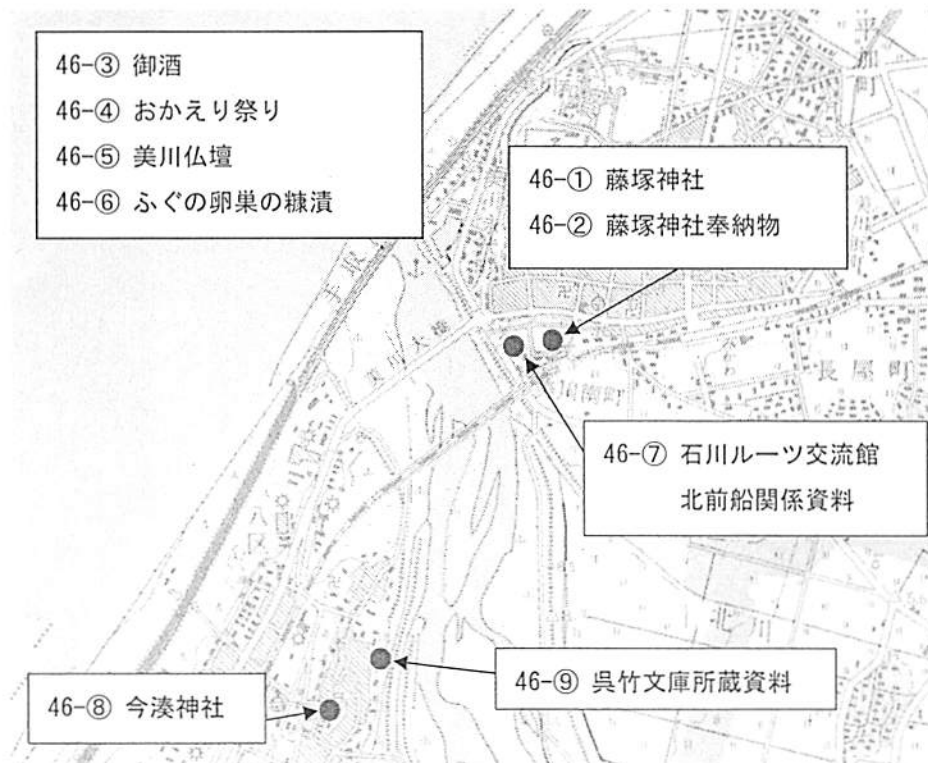 46-③ 御酒
46-④ おかえり祭り
46-⑤ 美川仏壇
46-⑥ ふぐの卵巣の糠漬
46-① 藤塚神社
46-② 藤塚神社奉納物
美川大橋
長屋町
46-⑦ 石川ルーツ交流館
北前船関係資料
46-⑨ 呉竹文庫所蔵資料
46-⑧ 今湊神社